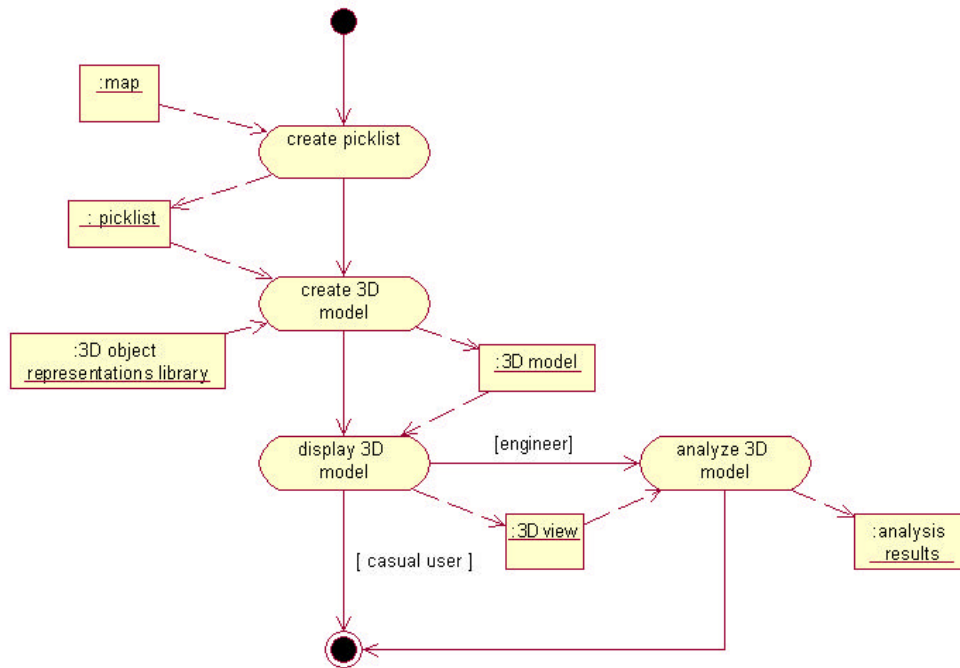 :map
create picklist
: picklist
create 3D
model
:3D object
representations library
:3D model
display 3D
model
[engineer]
analyze 3D
model
:3D view
:analysis
results
[ casual user ]